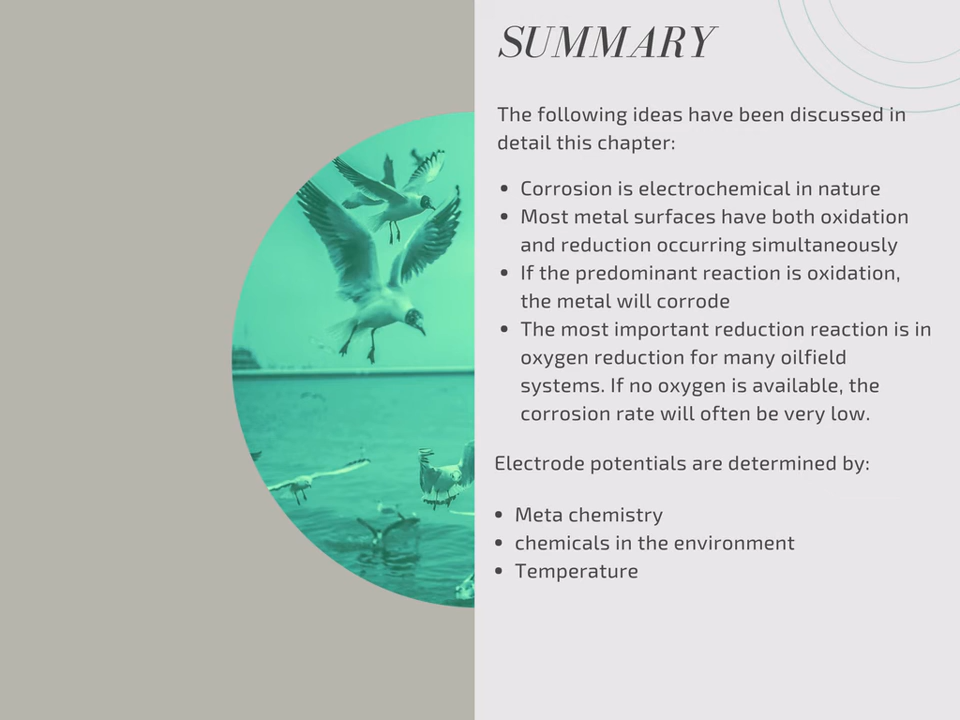 SUMMARY
The following ideas have been discussed in
detail this chapter:
• Corrosion is electrochemical in nature
• Most metal surfaces have both oxidation
and reduction occurring simultaneously
• If the predominant reaction is oxidation,
the metal will corrode
• The most important reduction reaction is in
oxygen reduction for many oilfield
systems. If no oxygen is available, the
corrosion rate will often be very low.
Electrode potentials are determined by:
• Meta chemistry
• chemicals in the environment
• Temperature